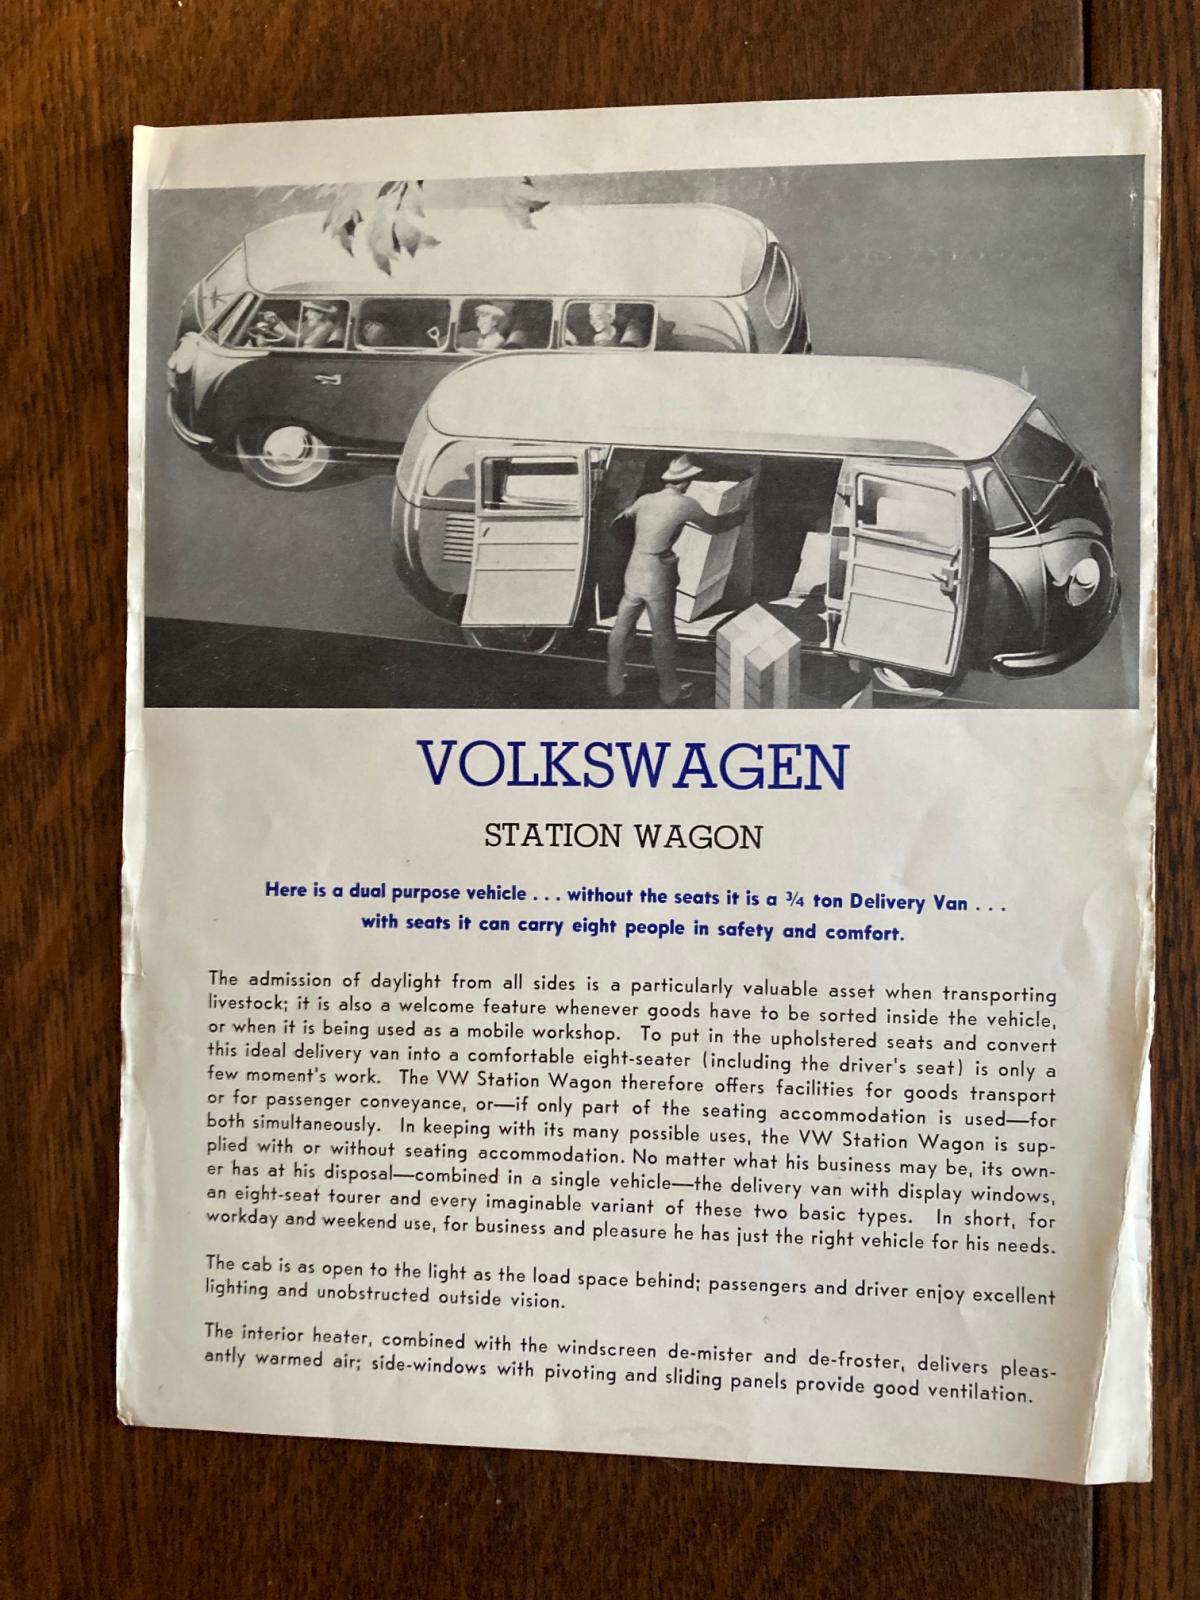 VOLKSWAGEN
STATION WAGON
Here is a dual purpose vehicle . . . without the seats it is a ¾ ton Delivery Van . . .
with seats it can carry eight people in safety and comfort.
The admission of daylight from all sides is a particularly valuable asset when transporting
livestock; it is also a welcome feature whenever goods have to be sorted inside the vehicle,
or when it is being used as a mobile workshop. To put in the upholstered seats and convert
this ideal delivery van into a comfortable eight-seater (including the driver's seat) is only a
few moment's work. The VW Station Wagon therefore offers facilities for goods transport
or for passenger conveyance, or—if only part of the seating accommodation is used—for
both simultaneously. In keeping with its many possible uses, the VW Station Wagon is sup-
plied with or without seating accommodation. No matter what his business may be, its own-
er has at his disposal—combined in a single vehicle—the delivery van with display windows,
an eight-seat tourer and every imaginable variant of these two basic types. In short, for
workday and weekend use, for business and pleasure he has just the right vehicle for his needs.
The cab is as open to the light as the load space behind; passengers and driver enjoy excellent
lighting and unobstructed outside vision.
The interior heater, combined with the windscreen de-mister and de-froster, delivers pleas-
antly warmed air; side-windows with pivoting and sliding panels provide good ventilation.